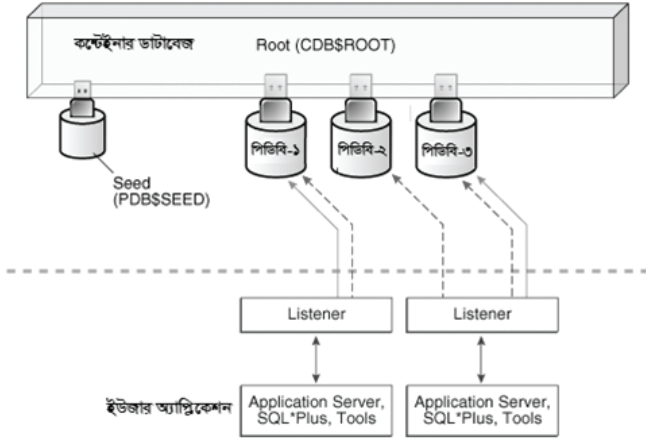 কন্টেইনার ডাটাবেজ
Root (CDB$ROOT)
পিডিবি-১
পিডিবি-২
পিডিবি-৩
Seed
(PDB$SEED)
Listener
Listener
ইউজার অ্যাপ্লিকেশন
Application Server,
SQL*Plus, Tools
Application Server,
SQL*Plus, Tools